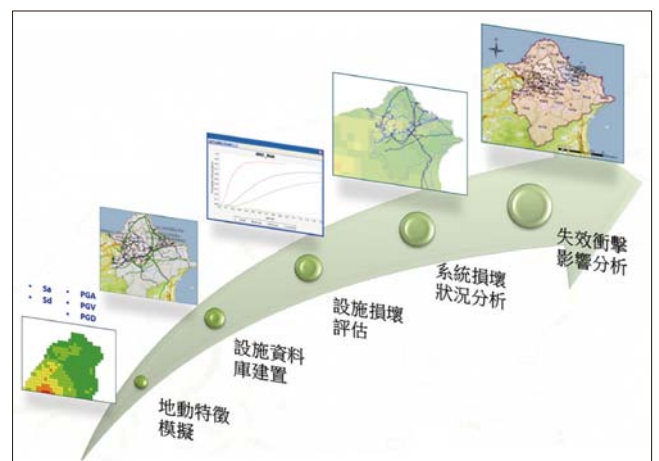 • Sa
• Sd
• PGA
• PGV
• PGD
地動特徵
模擬
設施資料
庫建置
設施損壞
評估
系統損壞
狀況分析
失效衝擊
影響分析